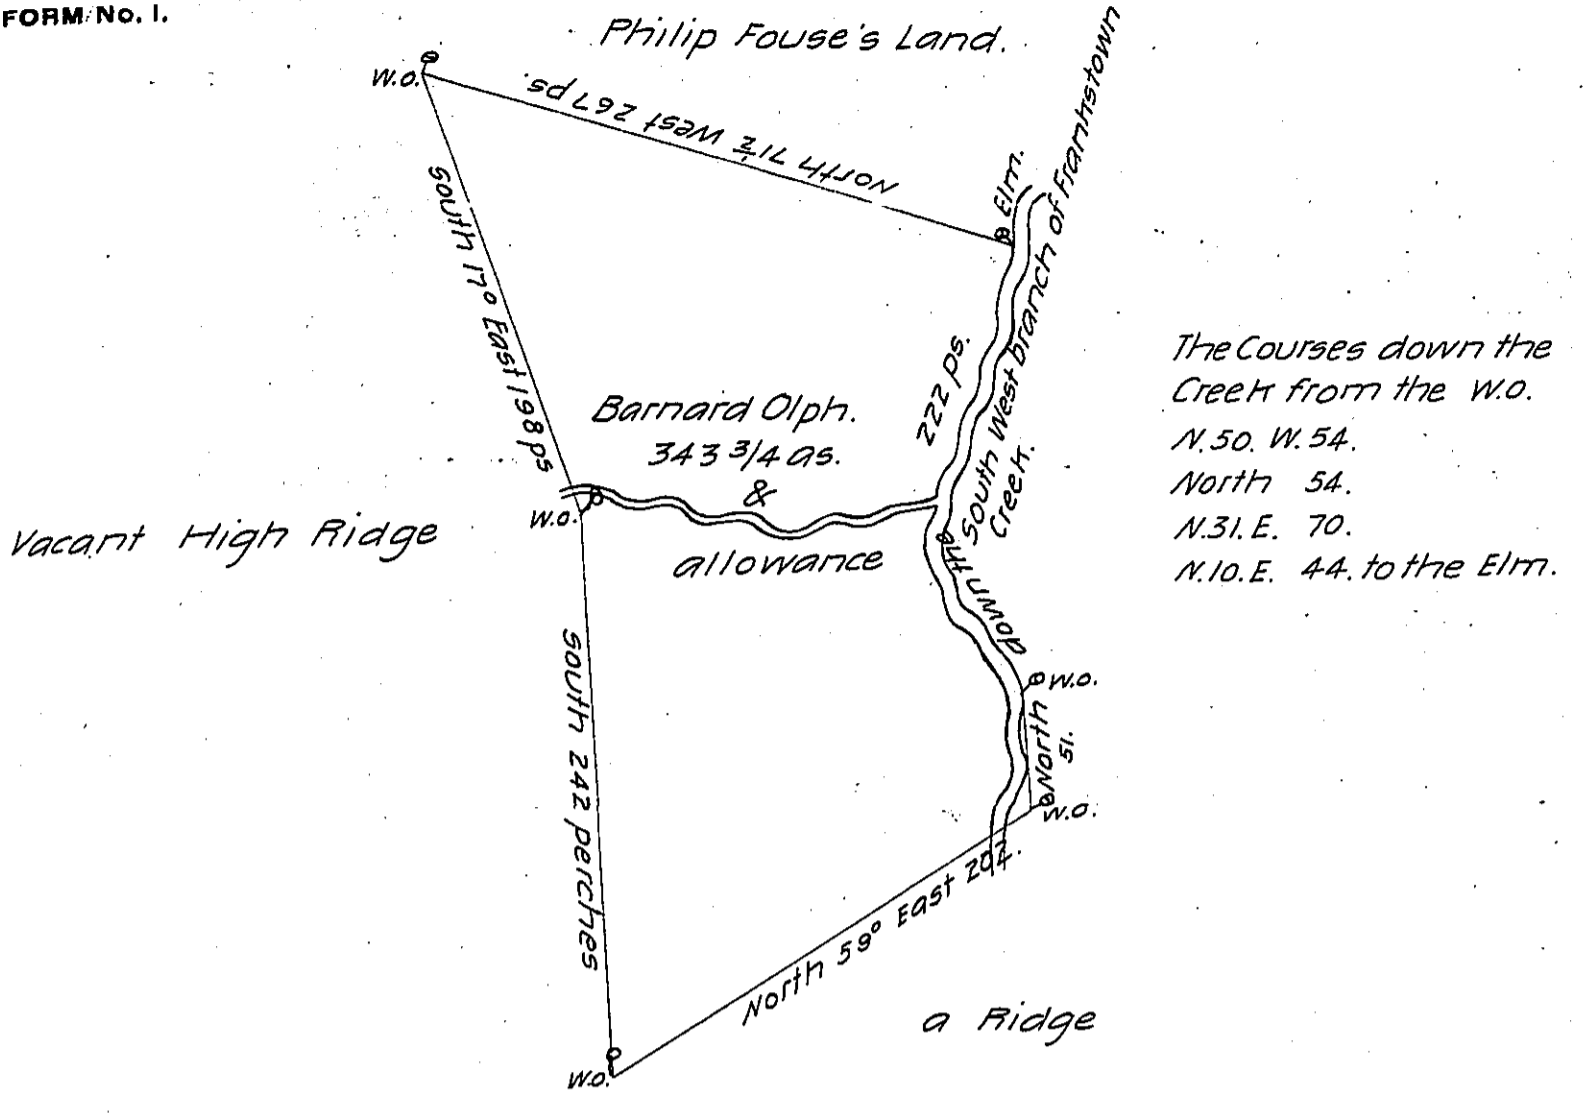 FORM No. 1.
Philip Fouse's Land.
W.O.
North 71½ West 267 ps.
Elm.
South 17° East 198 ps
222 ps.
down the South West branch of Framhstown
Creek.
Barnard Olph.
343 3/4 as.
&
allowance
W.O.
Vacant High Ridge
The Courses down the
Creek from the W.O.
N.50. W. 54.
North 54.
N.31. E. 70.
N.10. E. 44. to the Elm.
South 242 perches
W.O.
North
51.
W.O.
North 59° East 202.
a Ridge
W.O.